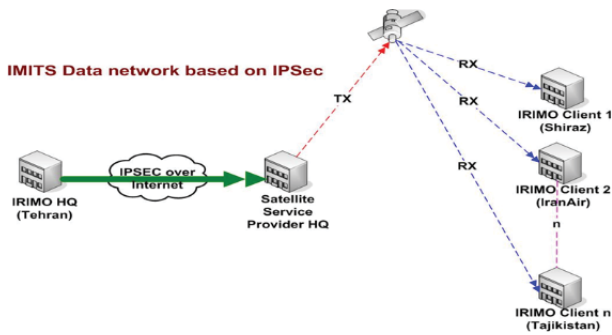 IMITS Data network based on IPSec
TX
RX
RX
RX
IRIMO Client 1
(Shiraz)
IPSEC over
Internet
IRIMO HQ
(Tehran)
Satellite
Service
Provider HQ
IRIMO Client 2
(IranAir)
n
IRIMO Client n
(Tajikistan)